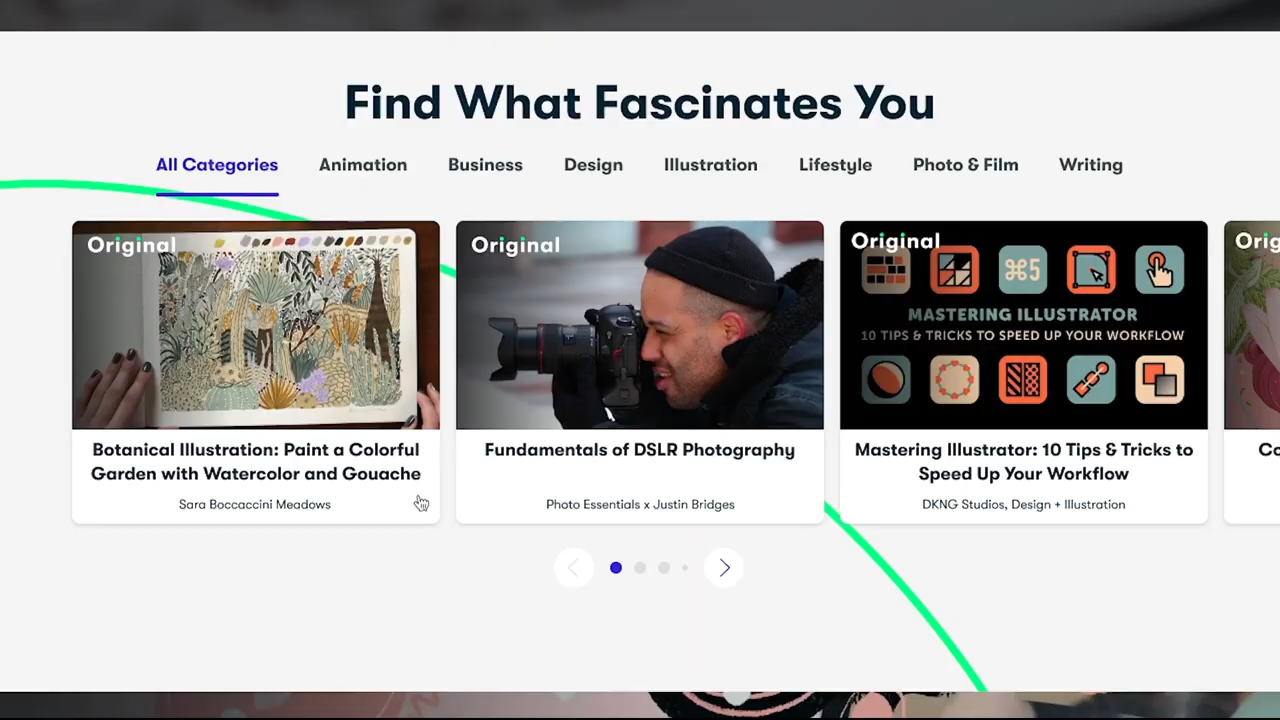 Find What Fascinates You
All Categories Animation Business Design Illustration Lifestyle Photo & Film Writing
Original
Botanical Illustration: Paint a Colorful
Garden with Watercolor and Gouache
Sara Boccaccini Meadows
Original
Fundamentals of DSLR Photography
Photo Essentials x Justin Bridges
Original
⌘5
MASTERING ILLUSTRATOR
10 TIPS & TRICKS TO SPEED UP YOUR WORKFLOW
Mastering Illustrator: 10 Tips & Tricks to
Speed Up Your Workflow
DKNG Studios, Design + Illustration
Orig
Co